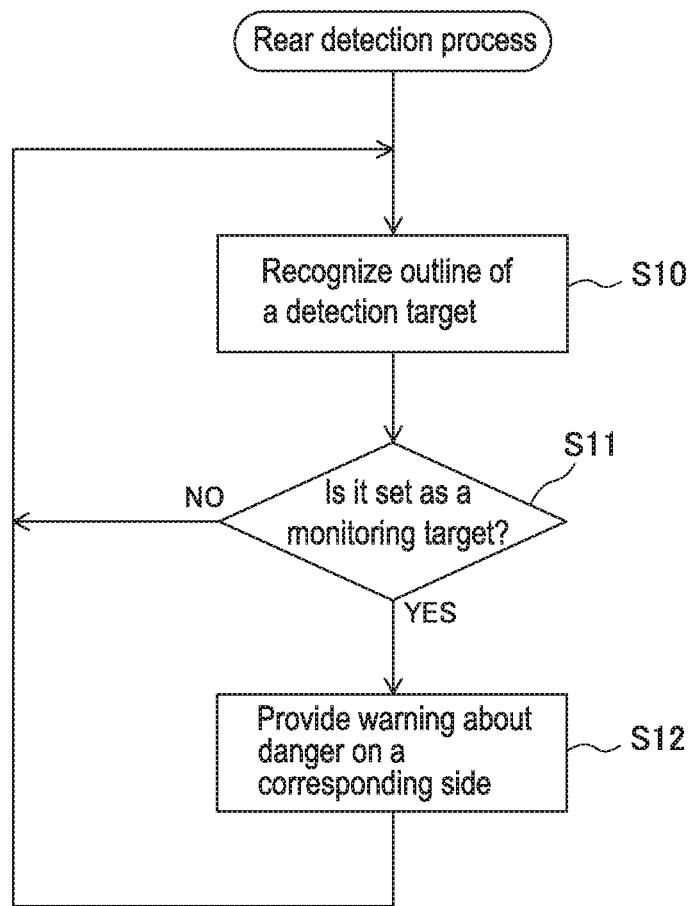 Rear detection process
Recognize outline of
a detection target
S10
S11
Is it set as a
monitoring target?
NO
YES
Provide warning about
danger on a
corresponding side
S12